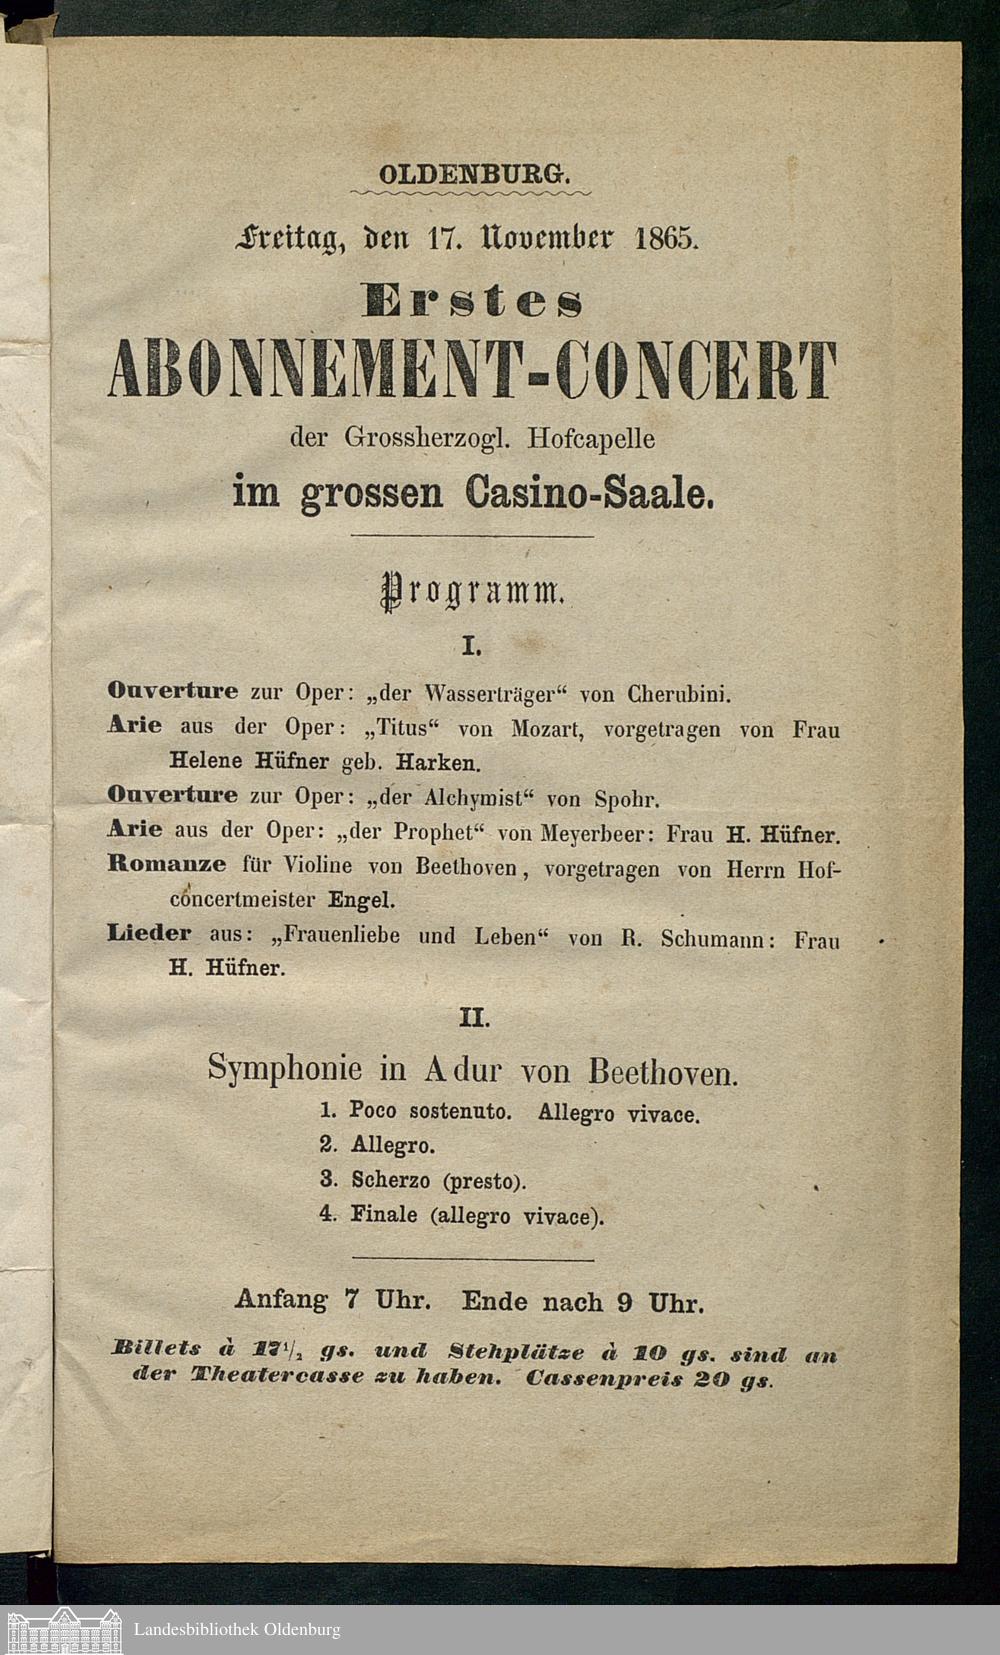 OLDENBURG.
Freitag, den 17. November 1865.
Erstes
ABONNEMENT-CONCERT
der Grossherzogl. Hofcapelle
im grossen Casino-Saale.
Programm.
I.
Ouverture zur Oper: „der Wasserträger“ von Cherubini.
Arie aus der Oper: „Titus“ von Mozart, vorgetragen von Frau
Helene Hüfner geb. Harken.
Ouverture zur Oper: „der Alchymist“ von Spohr.
Arie aus der Oper: „der Prophet“ von Meyerbeer: Frau H. Hüfner.
Romanze für Violine von Beethoven, vorgetragen von Herrn Hof-
concertmeister Engel.
Lieder aus: „Frauenliebe und Leben“ von R. Schumann: Frau
H. Hüfner.
II.
Symphonie in A dur von Beethoven.
1. Poco sostenuto. Allegro vivace.
2. Allegro.
3. Scherzo (presto).
4. Finale (allegro vivace).
Anfang 7 Uhr. Ende nach 9 Uhr.
Billets à 17 1/2 gs. und Stehplätze à 10 gs. sind an
der Theatercasse zu haben. Cassenpreis 20 gs.
Landesbibliothek Oldenburg